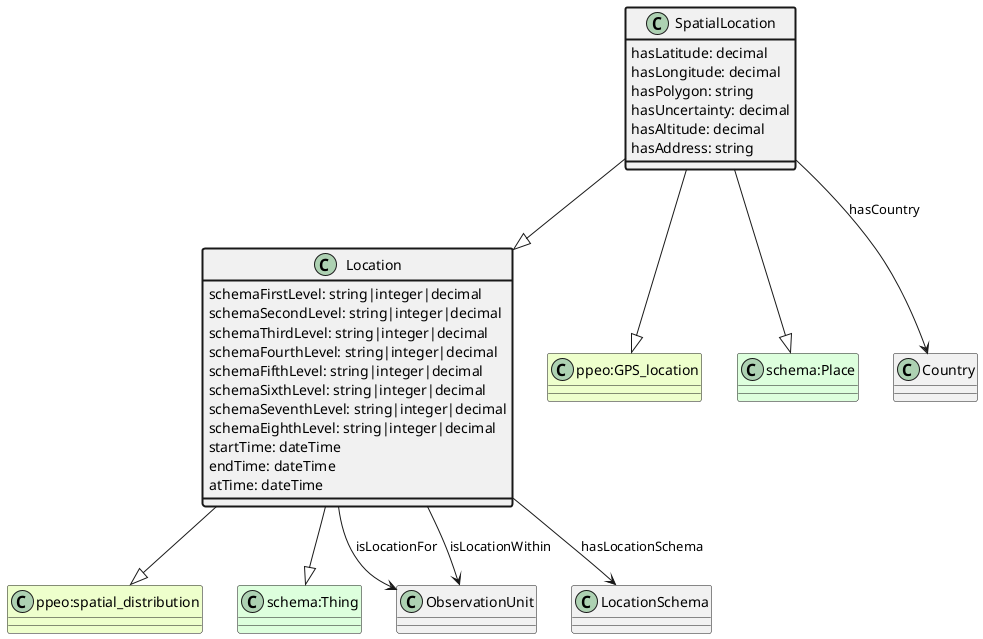 C SpatialLocation
hasLatitude: decimal
hasLongitude: decimal
hasPolygon: string
hasUncertainty: decimal
hasAltitude: decimal
hasAddress: string
hasCountry
C Location
schemaFirstLevel: string|integer|decimal
schemaSecondLevel: string|integer|decimal
schemaThirdLevel: string|integer|decimal
schemaFourthLevel: string|integer|decimal
schemaFifthLevel: string|integer|decimal
schemaSixthLevel: string|integer|decimal
schemaSeventhLevel: string|integer|decimal
schemaEighthLevel: string|integer|decimal
startTime: dateTime
endTime: dateTime
atTime: dateTime
C ppeo:GPS_location
C schema:Place
C Country
isLocationFor
isLocationWithin
hasLocationSchema
C ppeo:spatial_distribution
C schema:Thing
C ObservationUnit
C LocationSchema